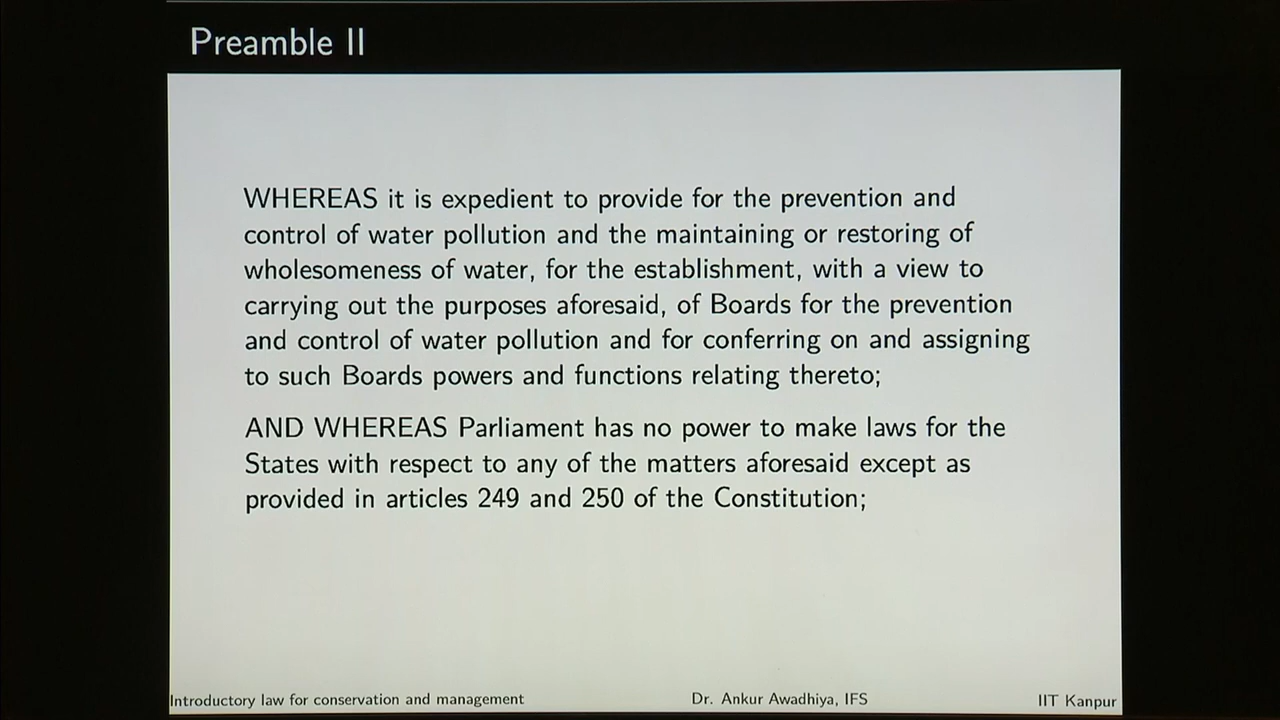 Preamble II
WHEREAS it is expedient to provide for the prevention and
control of water pollution and the maintaining or restoring of
wholesomeness of water, for the establishment, with a view to
carrying out the purposes aforesaid, of Boards for the prevention
and control of water pollution and for conferring on and assigning
to such Boards powers and functions relating thereto;
AND WHEREAS Parliament has no power to make laws for the
States with respect to any of the matters aforesaid except as
provided in articles 249 and 250 of the Constitution;
Introductory law for conservation and management Dr. Ankur Awadhiya, IFS IIT Kanpur